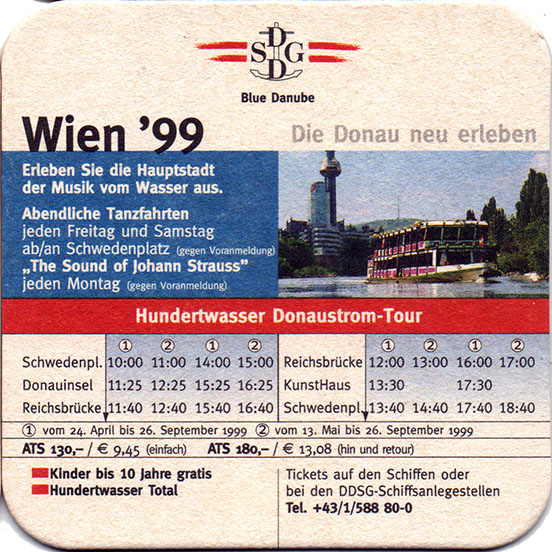 DDSG
Blue Danube
Wien ’99
Die Donau neu erleben
Erleben Sie die Hauptstadt
der Musik vom Wasser aus.
Abendliche Tanzfahrten
jeden Freitag und Samstag
ab/an Schwedenplatz (gegen Voranmeldung)
„The Sound of Johann Strauss”
jeden Montag (gegen Voranmeldung)
Hundertwasser Donaustrom-Tour
① ② ① ②
Schwedenpl. 10:00 11:00 14:00 15:00
Donauinsel 11:25 12:25 15:25 16:25
Reichsbrücke 11:40 12:40 15:40 16:40
① ② ① ②
Reichsbrücke 12:00 13:00 16:00 17:00
KunstHaus 13:30 17:30
Schwedenpl. 13:40 14:40 17:40 18:40
① vom 24. April bis 26. September 1999 ② vom 13. Mai bis 26. September 1999
ATS 130,– / € 9,45 (einfach) ATS 180,– / € 13,08 (hin und retour)
Kinder bis 10 Jahre gratis
Hundertwasser Total
Tickets auf den Schiffen oder
bei den DDSG-Schiffsanlegestellen
Tel. +43/1/588 80-0